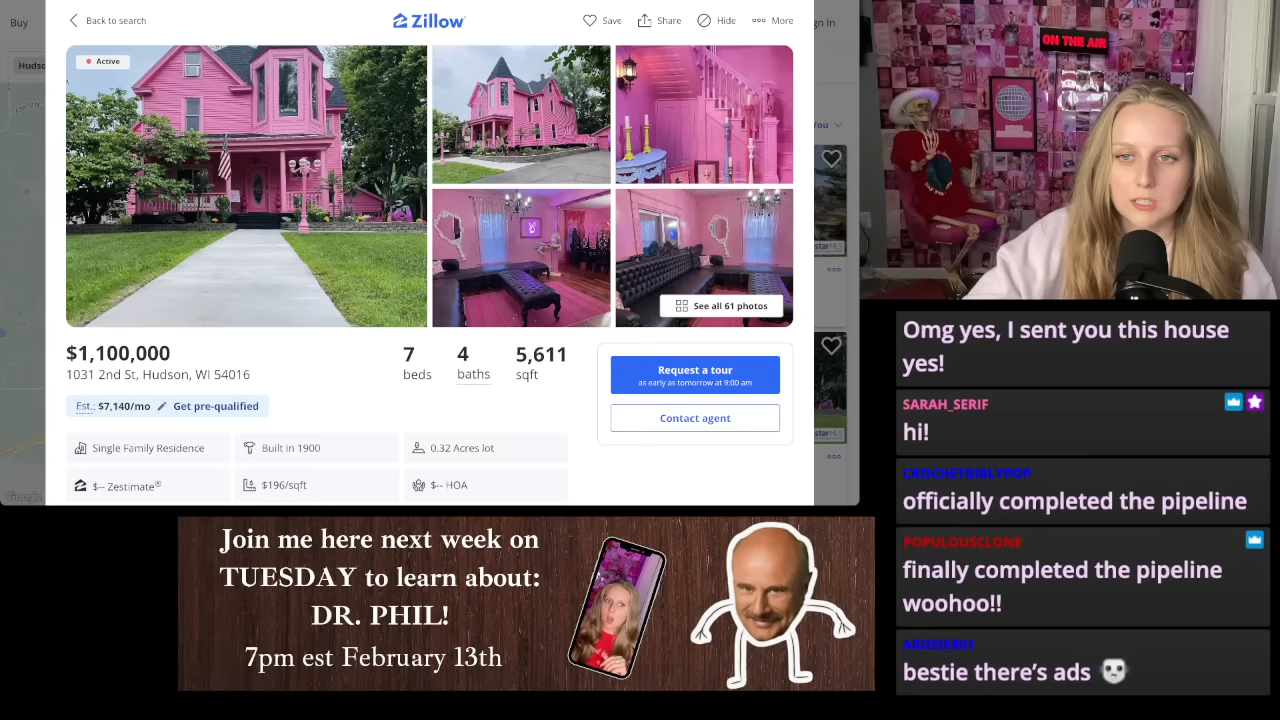 Buy
Back to search
Zillow
Save
Share
Hide
More
gn In
Active
ON THE AIR
You
See all 61 photos
$1,100,000
1031 2nd St, Hudson, WI 54016
7
beds
4
baths
5,611
sqft
Request a tour
as early as tomorrow at 9:00 am
Contact agent
Est.: $7,140/mo
Get pre-qualified
Single Family Residence
Built in 1900
0.32 Acres lot
$-- Zestimate®
$196/sqft
$-- HOA
Google
Join me here next week on
TUESDAY to learn about:
DR. PHIL!
7pm est February 13th
Omg yes, I sent you this house
yes!
SARAH_SERIF
hi!
CROCHETGIRLYPOP
officially completed the pipeline
POPULOUSCLONE
finally completed the pipeline
woohoo!!
bestie there's ads